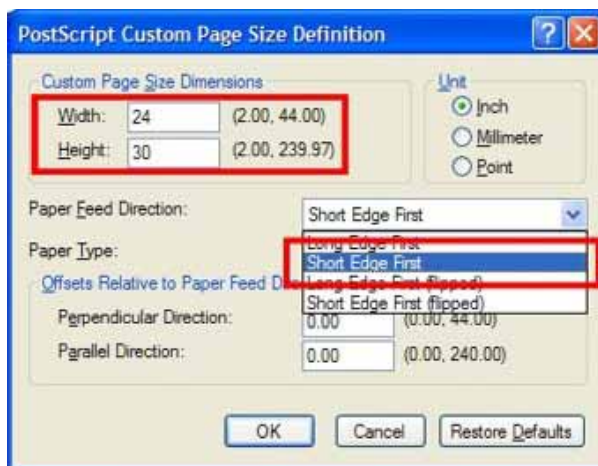 PostScript Custom Page Size Definition
Custom Page Size Dimensions
Width: 24 (2.00, 44.00)
Height: 30 (2.00, 239.97)
Unit
Inch
Millimeter
Point
Paper Feed Direction: Short Edge First
Long Edge First
Short Edge First
Long Edge First (flipped)
Short Edge First (flipped)
Paper Type:
Offsets Relative to Paper Feed D
Perpendicular Direction: 0.00 (0.00, 44.00)
Parallel Direction: 0.00 (0.00, 240.00)
OK Cancel Restore Defaults